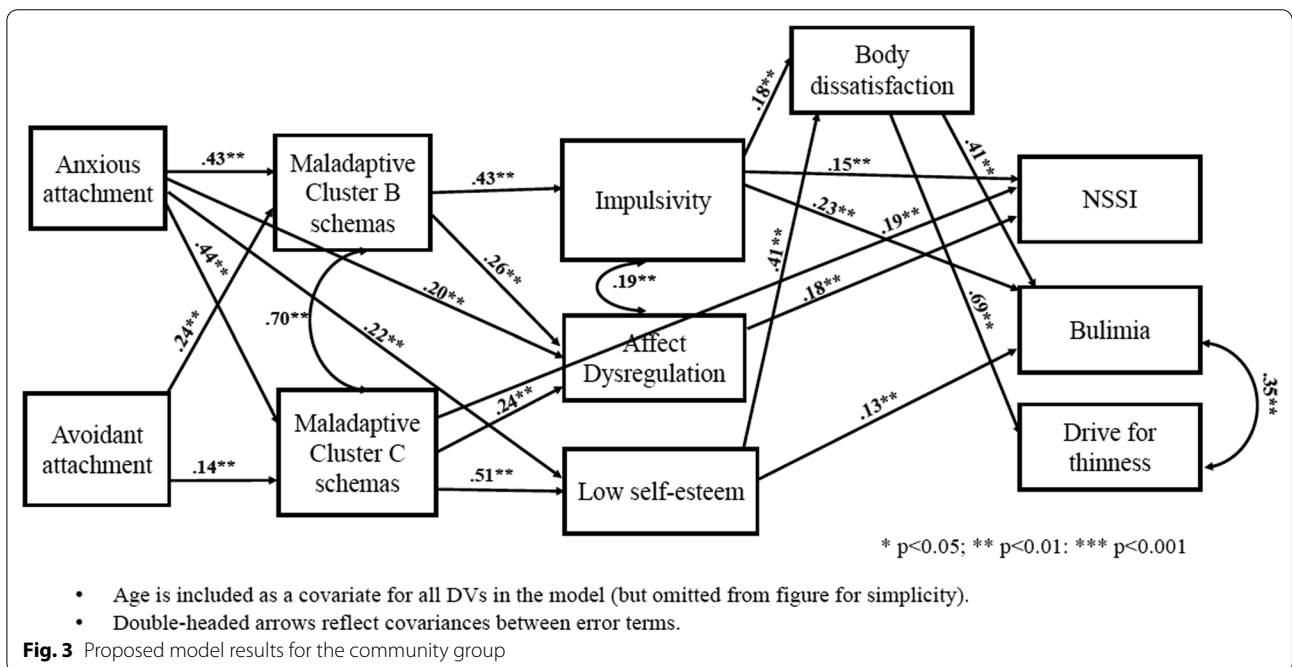 Body
dissatisfaction
.18**
Anxious
attachment
.43**
Maladaptive
Cluster B
schemas
.43**
Impulsivity
.15**
.41**
NSSI
.23**
.19**
.44**
.26**
.41**
.20**
.19**
.18**
.24**
.70**
.22**
.69**
Affect
Dysregulation
Bulimia
.35**
Avoidant
attachment
.14**
Maladaptive
Cluster C
schemas
.24**
.51**
Low self-esteem
.13**
Drive for
thinness
* p<0.05; ** p<0.01: *** p<0.001
• Age is included as a covariate for all DVs in the model (but omitted from figure for simplicity).
• Double-headed arrows reflect covariances between error terms.
Fig. 3 Proposed model results for the community group